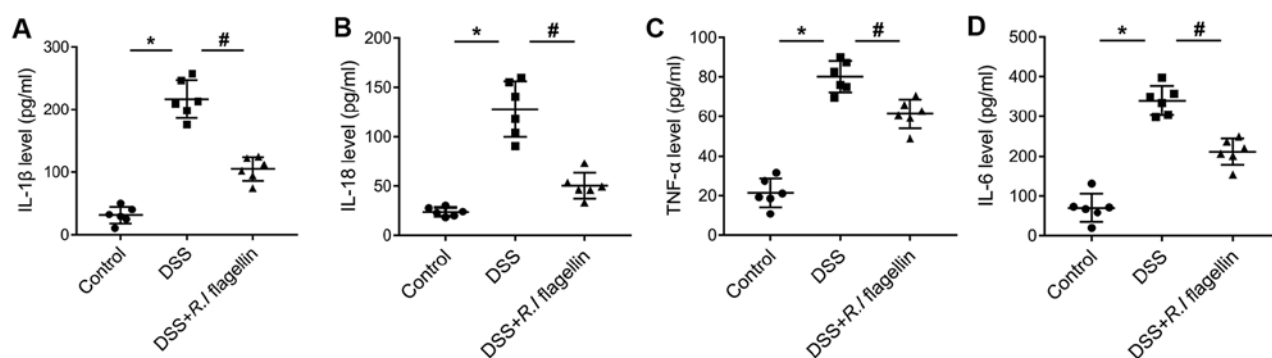 A
IL-1β level (pg/ml)
300
200
100
0
* #
Control
DSS
DSS+R.I flagellin
B
IL-18 level (pg/ml)
200
150
100
50
0
* #
Control
DSS
DSS+R.I flagellin
C
TNF-α level (pg/ml)
100
80
60
40
20
0
* #
Control
DSS
DSS+R.I flagellin
D
IL-6 level (pg/ml)
500
400
300
200
100
0
* #
Control
DSS
DSS+R.I flagellin